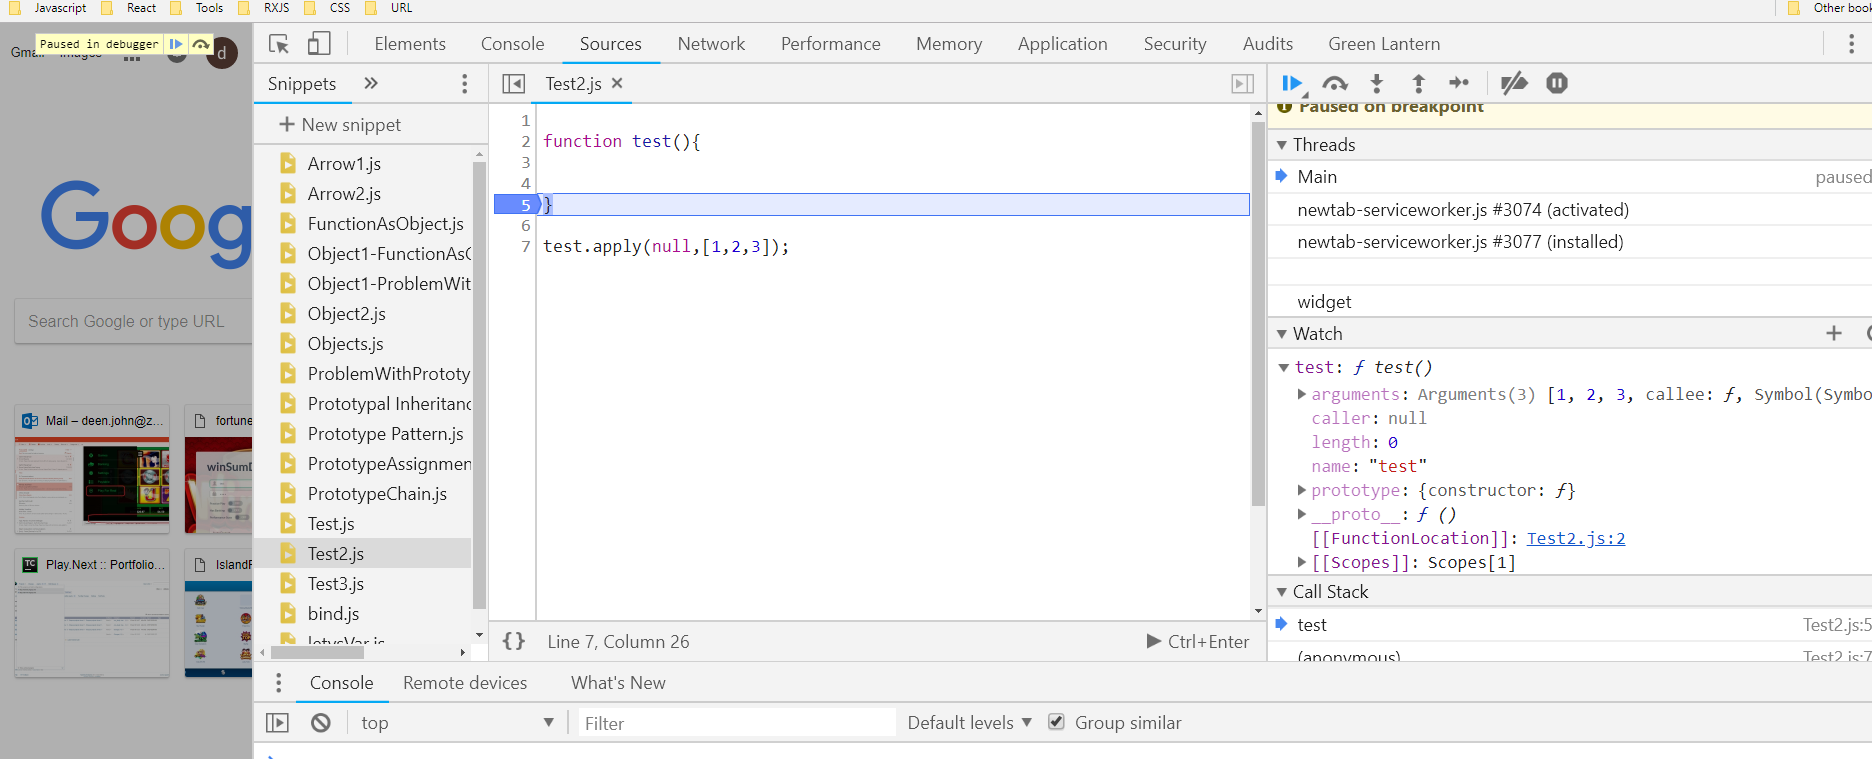 Javascript React Tools RXJS CSS URL Other book
Paused in debugger
d
Elements Console Sources Network Performance Memory Application Security Audits Green Lantern
Snippets
Test2.js
Paused on breakpoint
New snippet
Arrow1.js
Arrow2.js
FunctionAsObject.js
Object1-FunctionAsO
Object1-ProblemWit
Object2.js
Objects.js
ProblemWithPrototy
Prototypal Inheritanc
Prototype Pattern.js
PrototypeAssignmen
PrototypeChain.js
Test.js
Test2.js
Test3.js
bind.js
letvsVar.js
1
2 function test(){
3
4
5 }
6
7 test.apply(null,[1,2,3]);
{} Line 7, Column 26 Ctrl+Enter
Threads
Main paused
newtab-serviceworker.js #3074 (activated)
newtab-serviceworker.js #3077 (installed)
widget
Watch
test: ƒ test()
arguments: Arguments(3) [1, 2, 3, callee: ƒ, Symbol(Symbo
caller: null
length: 0
name: "test"
prototype: {constructor: ƒ}
__proto__: ƒ ()
[[FunctionLocation]]: Test2.js:2
[[Scopes]]: Scopes[1]
Call Stack
test Test2.js:5
(anonymous) Test2.js:7
Goog
Search Google or type URL
Mail – deen.john@z...
fortune
winSumD
Play.Next :: Portfolio...
TC
IslandF
Console Remote devices What's New
top Filter Default levels Group similar